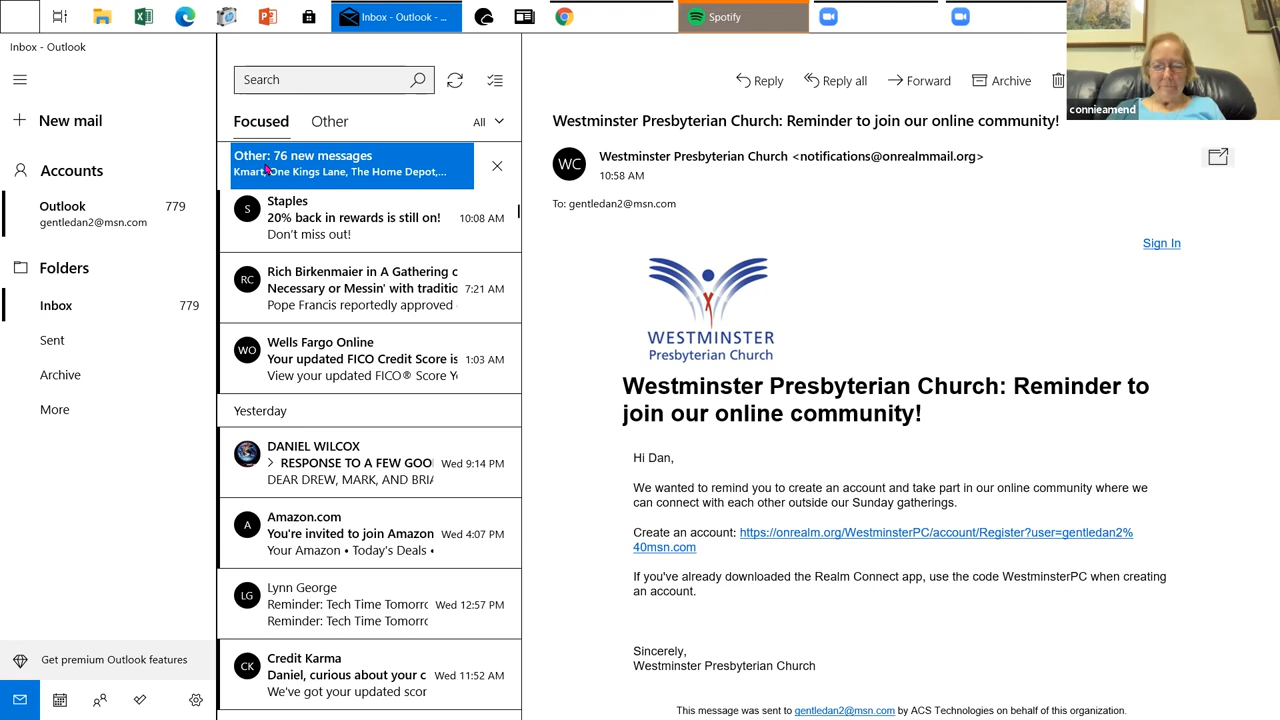 Inbox - Outlook - ...
Spotify
Inbox - Outlook
New mail
Accounts
Outlook
779
gentledan2@msn.com
Folders
Inbox
779
Sent
Archive
More
Get premium Outlook features
Search
Focused
Other
All
Other: 76 new messages
Kmart, One Kings Lane, The Home Depot,...
S
Staples
20% back in rewards is still on!
10:08 AM
Don't miss out!
RC
Rich Birkenmaier in A Gathering o
Necessary or Messin' with traditio
7:21 AM
Pope Francis reportedly approved
WO
Wells Fargo Online
Your updated FICO Credit Score is
1:03 AM
View your updated FICO® Score Y
Yesterday
DANIEL WILCOX
> RESPONSE TO A FEW GOO
Wed 9:14 PM
DEAR DREW, MARK, AND BRIA
A
Amazon.com
You're invited to join Amazon
Wed 4:07 PM
Your Amazon • Today's Deals •
LG
Lynn George
Reminder: Tech Time Tomorro
Wed 12:57 PM
Reminder: Tech Time Tomorro
CK
Credit Karma
Daniel, curious about your c
Wed 11:52 AM
We've got your updated scor
Reply
Reply all
Forward
Archive
connieamend
Westminster Presbyterian Church: Reminder to join our online community!
WC
Westminster Presbyterian Church <notifications@onrealmmail.org>
10:58 AM
To: gentledan2@msn.com
Sign In
WESTMINSTER
Presbyterian Church
Westminster Presbyterian Church: Reminder to
join our online community!
Hi Dan,
We wanted to remind you to create an account and take part in our online community where we
can connect with each other outside our Sunday gatherings.
Create an account: https://onrealm.org/WestminsterPC/account/Register?user=gentledan2%
40msn.com
If you've already downloaded the Realm Connect app, use the code WestminsterPC when creating
an account.
Sincerely,
Westminster Presbyterian Church
This message was sent to gentledan2@msn.com by ACS Technologies on behalf of this organization.